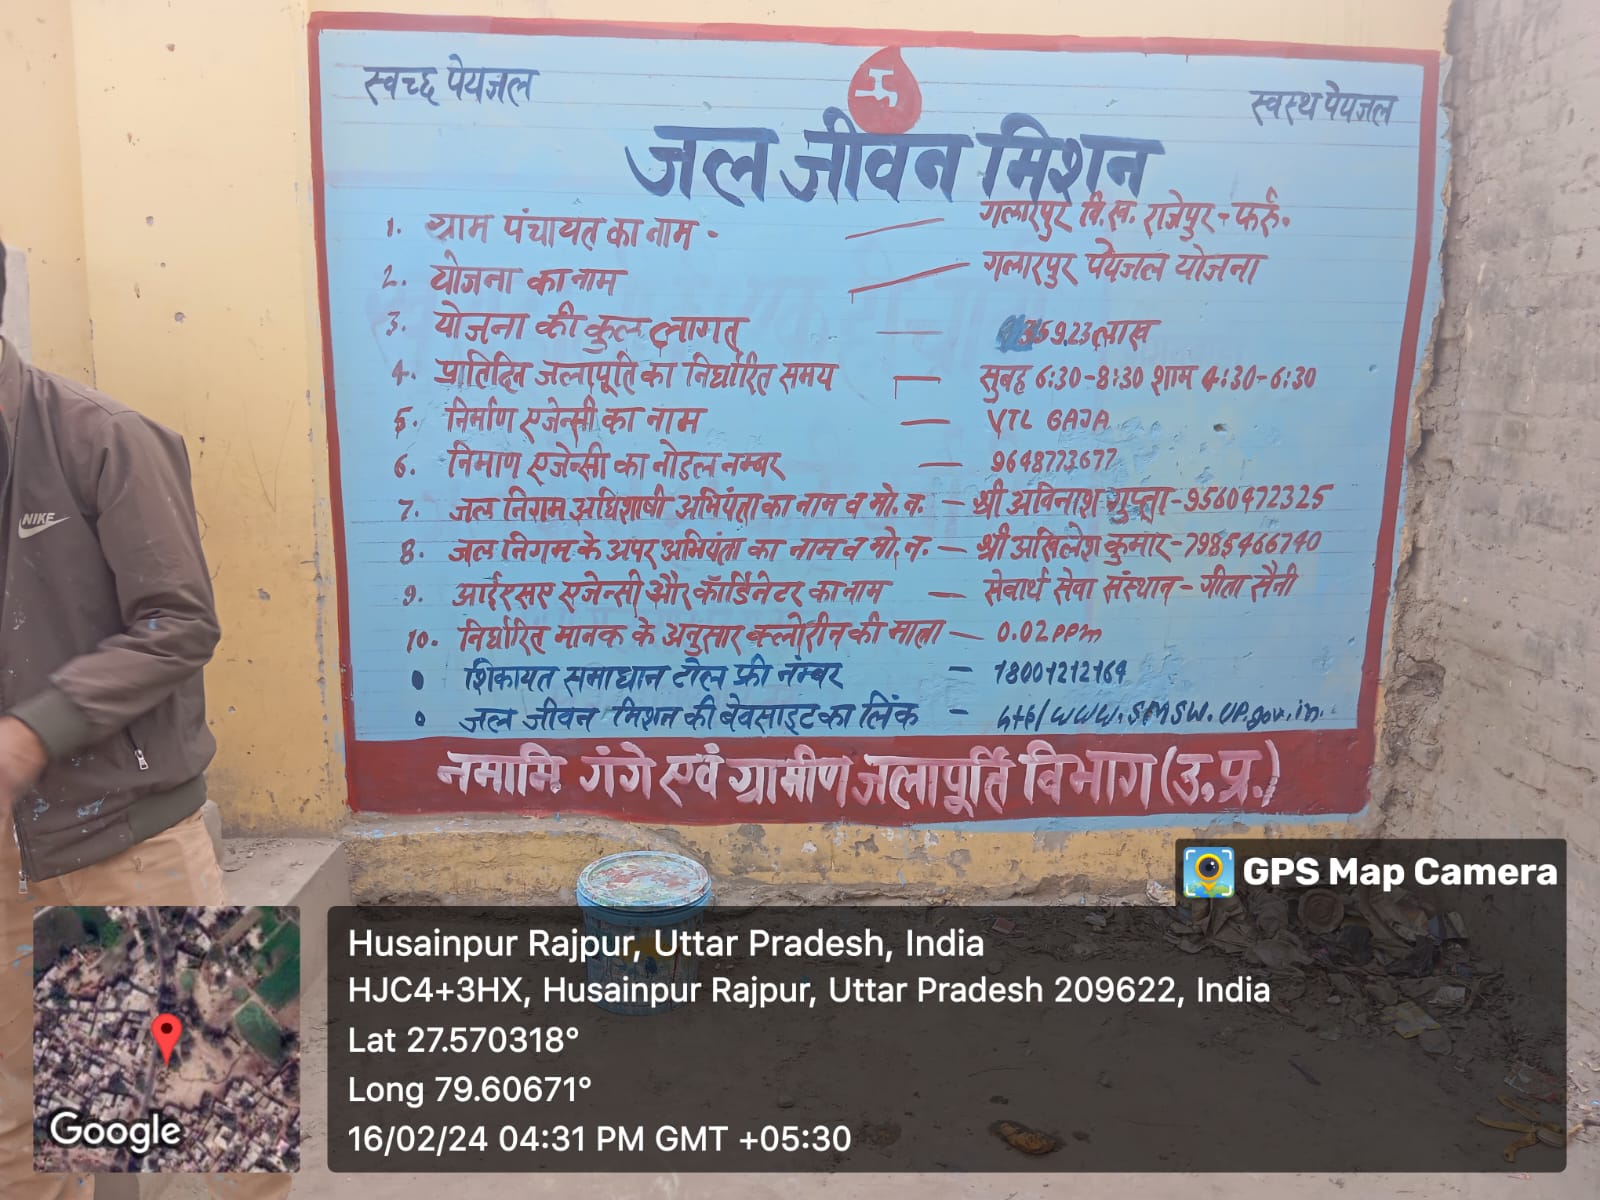 स्वच्छ पेयजल
स्वस्थ पेयजल
जल जीवन मिशन
1. ग्राम पंचायत का नाम - — गलारपुर वि.ख. राजेपुर - फर्रु.
2. योजना का नाम — गलारपुर पेयजल योजना
3. योजना की कुल लागत — 359.23 लाख
4. प्रतिदिन जलापूर्ति का निर्धारित समय — सुबह 6:30-8:30 शाम 4:30-6:30
5. निर्माण एजेन्सी का नाम — VTL GAJA
6. निमाण एजेन्सी का नोडल नम्बर — 9648773677
7. जल निगम अधिशाषी अभियंता का नाम व मो.न. — श्री अविनाश गुप्ता-9560472325
8. जल निगम के अपर अभियंता का नाम व मो.न. — श्री अखिलेश कुमार-7985466740
9. आईएसए एजेन्सी और कॉर्डिनेटर का नाम — सेवार्थ सेवा संस्थान - गीता सैनी
10. निर्धारित मानक के अनुसार क्लोरीन की मात्रा — 0.02 PPm
• शिकायत समाधान टोल फ्री नंम्बर - 18001212164
• जल जीवन मिशन की बेवसाइट का लिंक - www.SMSW.UP.gov.in.
नमामि गंगे एवं ग्रामीण जलापूर्ति विभाग (उ.प्र.)
NIKE
GPS Map Camera
Husainpur Rajpur, Uttar Pradesh, India
HJC4+3HX, Husainpur Rajpur, Uttar Pradesh 209622, India
Lat 27.570318°
Long 79.60671°
16/02/24 04:31 PM GMT +05:30
Google